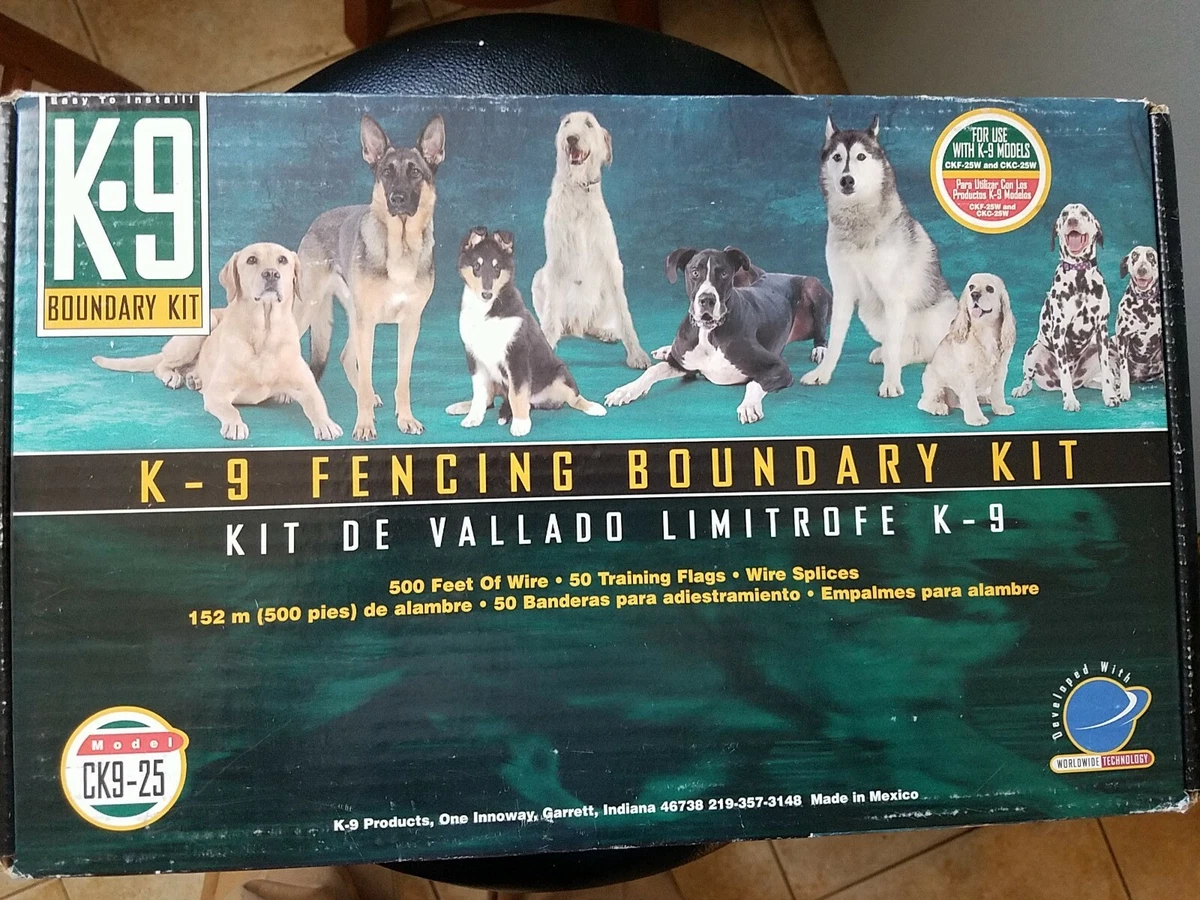 Easy To Install!
K-9
BOUNDARY KIT
FOR USE
WITH K-9 MODELS
CKF-25W and CKC-25W
Para Utilizar Con Los
Productos K-9 Modelos
CKF-25W and
CKC-25W
K-9 FENCING BOUNDARY KIT
KIT DE VALLADO LIMITROFE K-9
500 Feet Of Wire • 50 Training Flags • Wire Splices
152 m (500 pies) de alambre • 50 Banderas para adiestramiento • Empalmes para alambre
Model
CK9-25
Developed With
WORLDWIDE TECHNOLOGY
K-9 Products, One Innoway, Garrett, Indiana 46738 219-357-3148 Made in Mexico